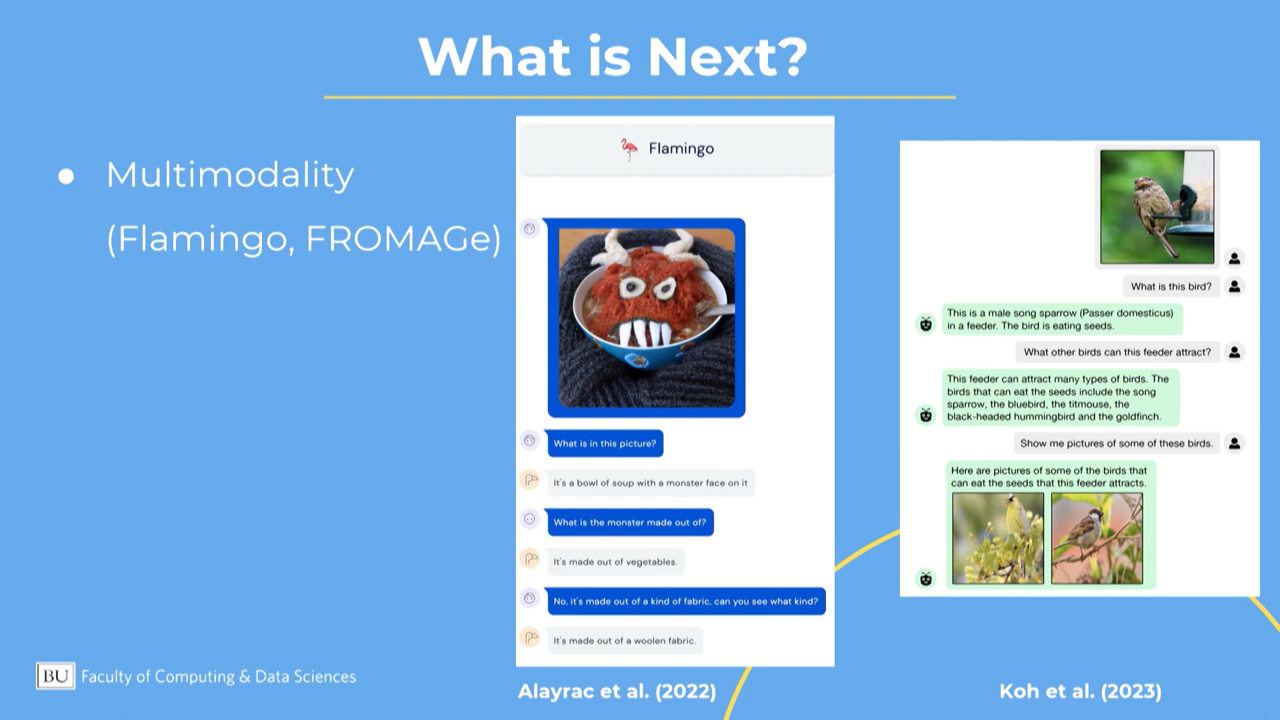 What is Next?
● Multimodality
(Flamingo, FROMAGe)
Flamingo
What is in this picture?
It's a bowl of soup with a monster face on it
What is the monster made out of?
It's made out of vegetables.
No, it's made out of a kind of fabric, can you see what kind?
It's made out of a woolen fabric.
Alayrac et al. (2022)
What is this bird?
This is a male song sparrow (Passer domesticus)
in a feeder. The bird is eating seeds.
What other birds can this feeder attract?
This feeder can attract many types of birds. The
birds that can eat the seeds include the song
sparrow, the bluebird, the titmouse, the
black-headed hummingbird and the goldfinch.
Show me pictures of some of these birds.
Here are pictures of some of the birds that
can eat the seeds that this feeder attracts.
Koh et al. (2023)
BU Faculty of Computing & Data Sciences